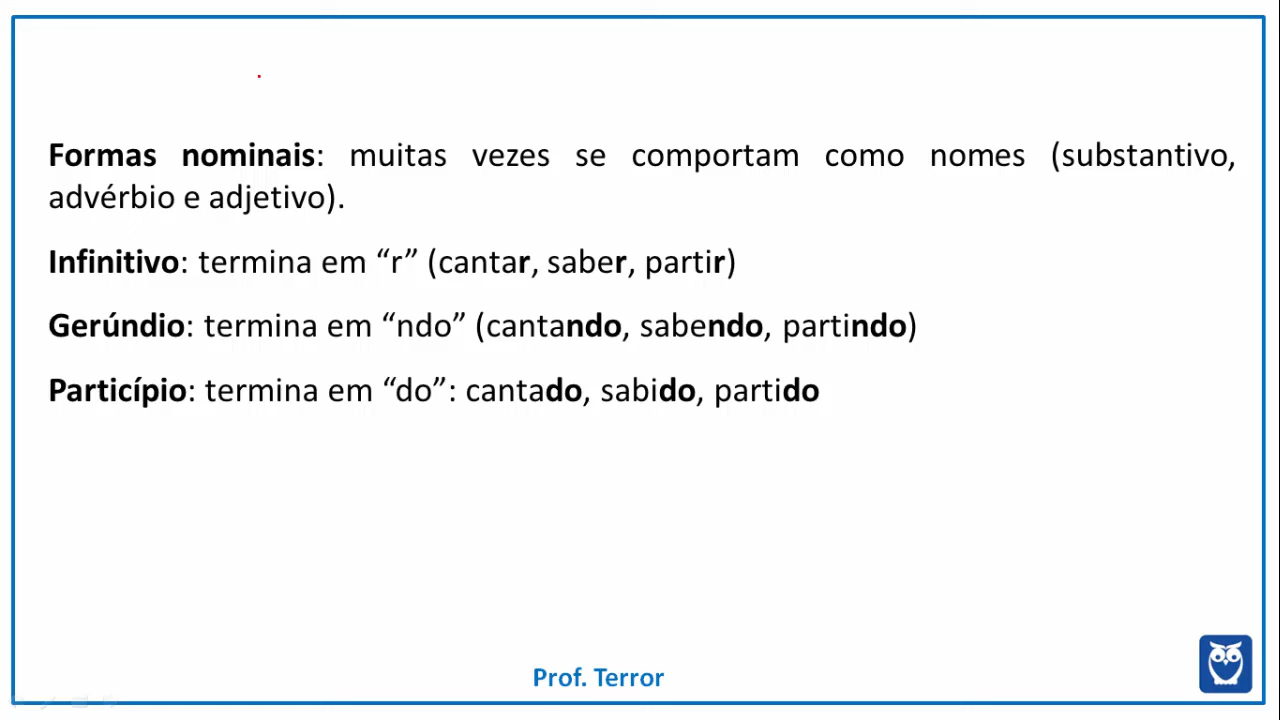 Formas nominais: muitas vezes se comportam como nomes (substantivo,
advérbio e adjetivo).
Infinitivo: termina em “r” (cantar, saber, partir)
Gerúndio: termina em “ndo” (cantando, sabendo, partindo)
Particípio: termina em “do”: cantado, sabido, partido
Prof. Terror